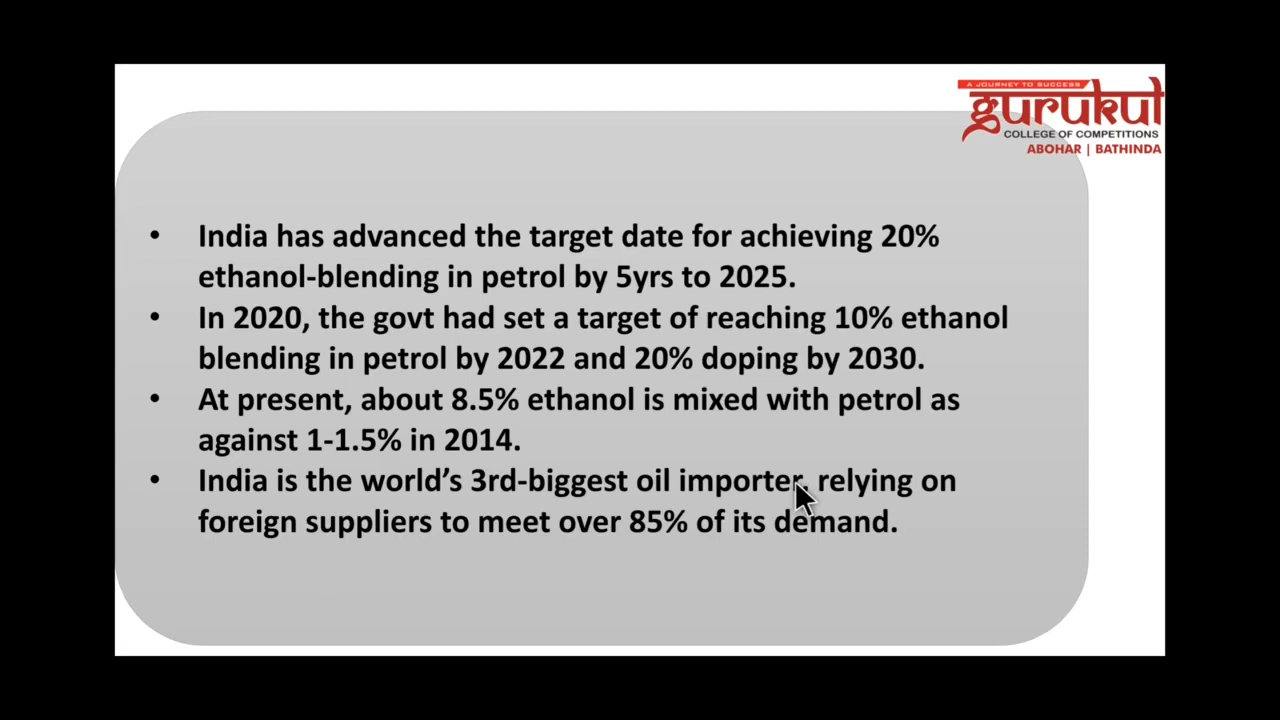 A JOURNEY TO SUCCESS
gurukul
COLLEGE OF COMPETITIONS
ABOHAR | BATHINDA
• India has advanced the target date for achieving 20%
ethanol-blending in petrol by 5yrs to 2025.
• In 2020, the govt had set a target of reaching 10% ethanol
blending in petrol by 2022 and 20% doping by 2030.
• At present, about 8.5% ethanol is mixed with petrol as
against 1-1.5% in 2014.
• India is the world’s 3rd-biggest oil importer, relying on
foreign suppliers to meet over 85% of its demand.